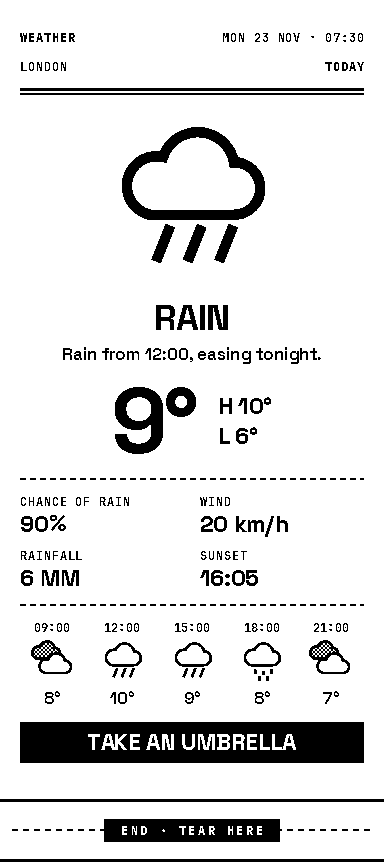 WEATHER MON 23 NOV · 07:30
LONDON TODAY
RAIN
Rain from 12:00, easing tonight.
9° H 10°
L 6°
CHANCE OF RAIN WIND
90% 20 km/h
RAINFALL SUNSET
6 MM 16:05
09:00 12:00 15:00 18:00 21:00
8° 10° 9° 8° 7°
TAKE AN UMBRELLA
END · TEAR HERE